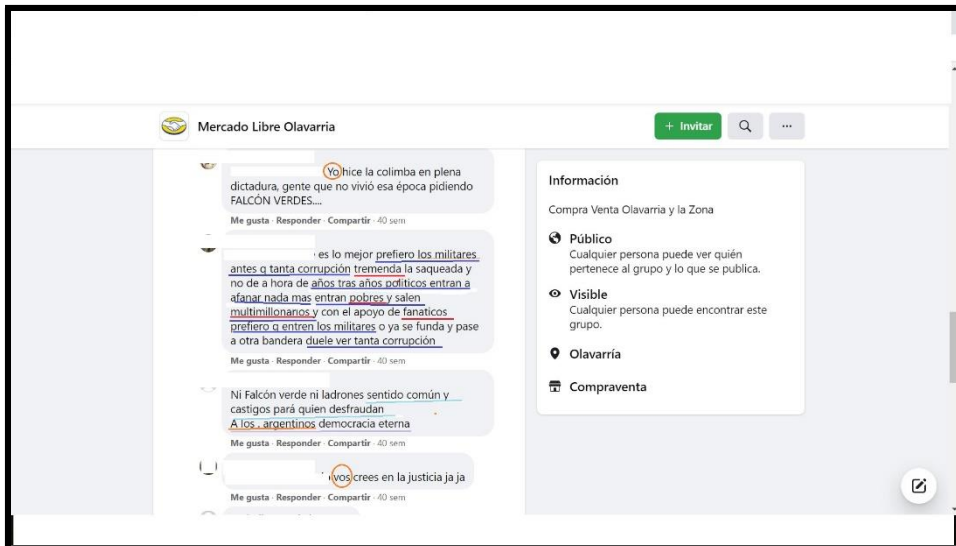 Mercado Libre Olavarria
+ Invitar
...
Yo hice la colimba en plena
dictadura, gente que no vivió esa época pidiendo
FALCÓN VERDES....
Me gusta · Responder · Compartir · 40 sem
es lo mejor prefiero los militares
antes q tanta corrupción tremenda la saqueada y
no de a hora de años tras años politicos entran a
afanar nada mas entran pobres y salen
multimillonarios y con el apoyo de fanaticos
prefiero q entren los militares o ya se funda y pase
a otra bandera duele ver tanta corrupción
Me gusta · Responder · Compartir · 40 sem
Ni Falcón verde ni ladrones sentido común y
castigos pará quien desfraudan
A los , argentinos democracia eterna
Me gusta · Responder · Compartir · 40 sem
vos crees en la justicia ja ja
Me gusta · Responder · Compartir · 40 sem
Información
Compra Venta Olavarria y la Zona
Público
Cualquier persona puede ver quién
pertenece al grupo y lo que se publica.
Visible
Cualquier persona puede encontrar este
grupo.
Olavarría
Compraventa